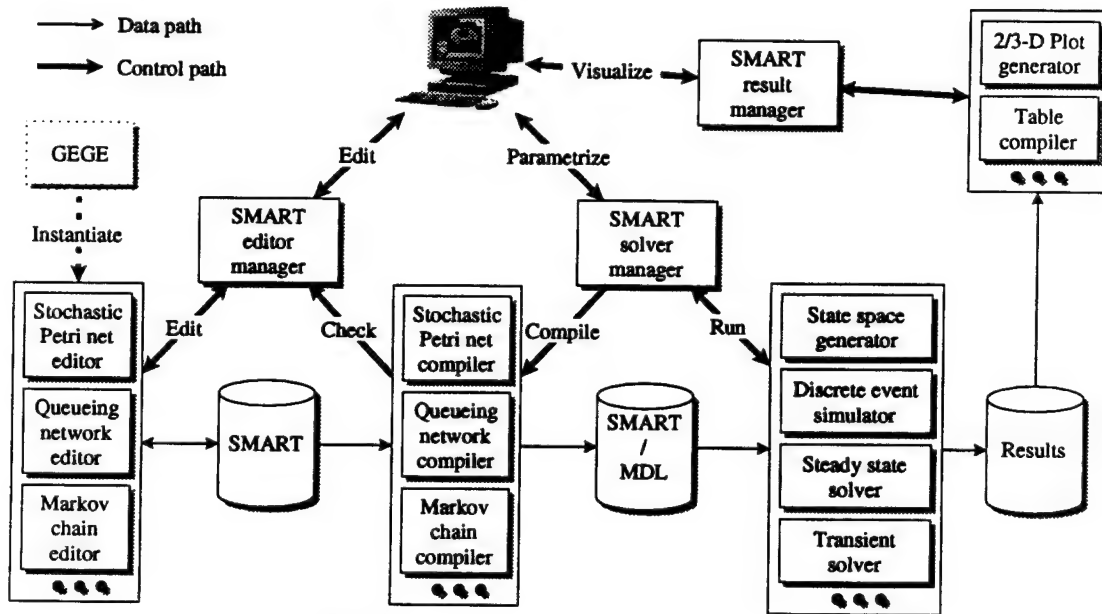 Data path
Control path
Visualize
SMART
result
manager
2/3-D Plot
generator
Table
compiler
GEGE
Edit
Parametrize
Instantiate
SMART
editor
manager
SMART
solver
manager
Stochastic
Petri net
editor
Edit
Check
Stochastic
Petri net
compiler
Compile
Run
State space
generator
Queueing
network
editor
SMART
Queueing
network
compiler
SMART
/
MDL
Discrete event
simulator
Steady state
solver
Results
Markov
chain
editor
Markov
chain
compiler
Transient
solver